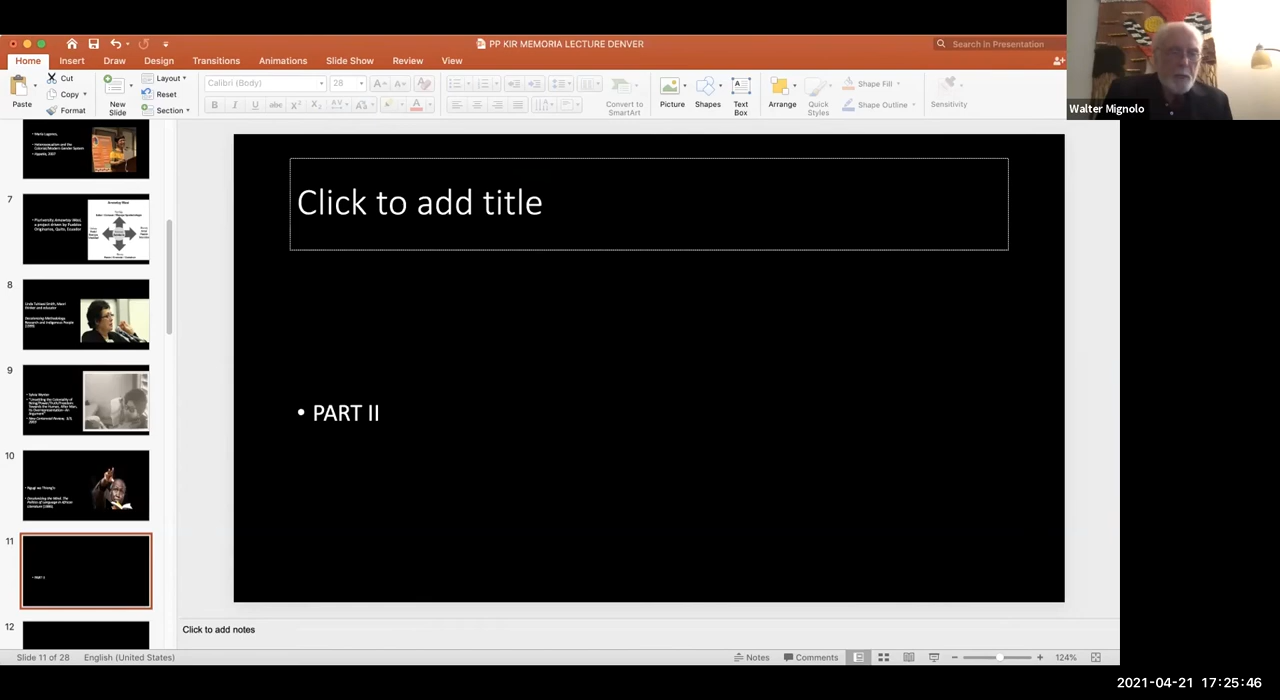 PP KIR MEMORIA LECTURE DENVER
Search in Presentation
Home Insert Draw Design Transitions Animations Slide Show Review View
Paste
Cut
Copy
Format
New Slide
Layout
Reset
Section
Calibri (Body) 28
Convert to SmartArt
Picture
Shapes
Text Box
Arrange
Quick Styles
Shape Fill
Shape Outline
Sensitivity
Walter Mignolo
7
8
9
10
11
12
• PART II
Click to add title
• PART II
Click to add notes
Slide 11 of 28 English (United States) Notes Comments 124%
2021-04-21 17:25:46